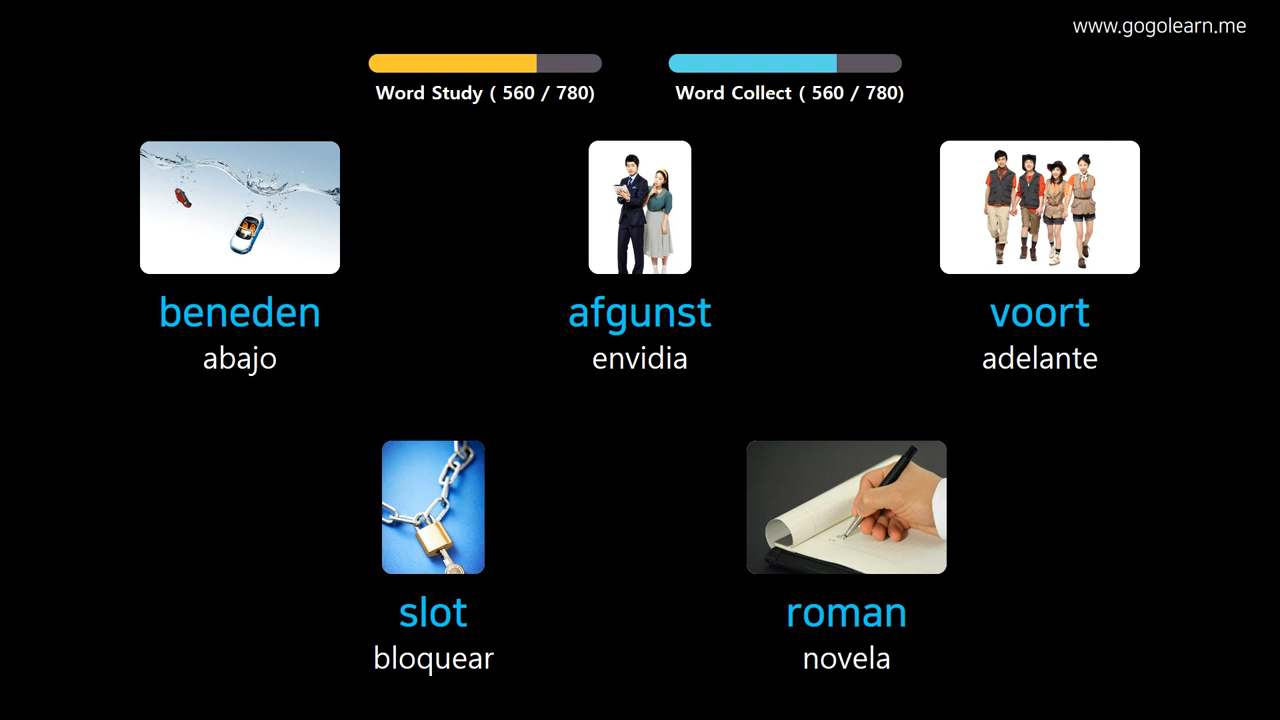 www.gogolearn.me
Word Study ( 560 / 780)
Word Collect ( 560 / 780)
beneden
abajo
afgunst
envidia
voort
adelante
slot
bloquear
roman
novela